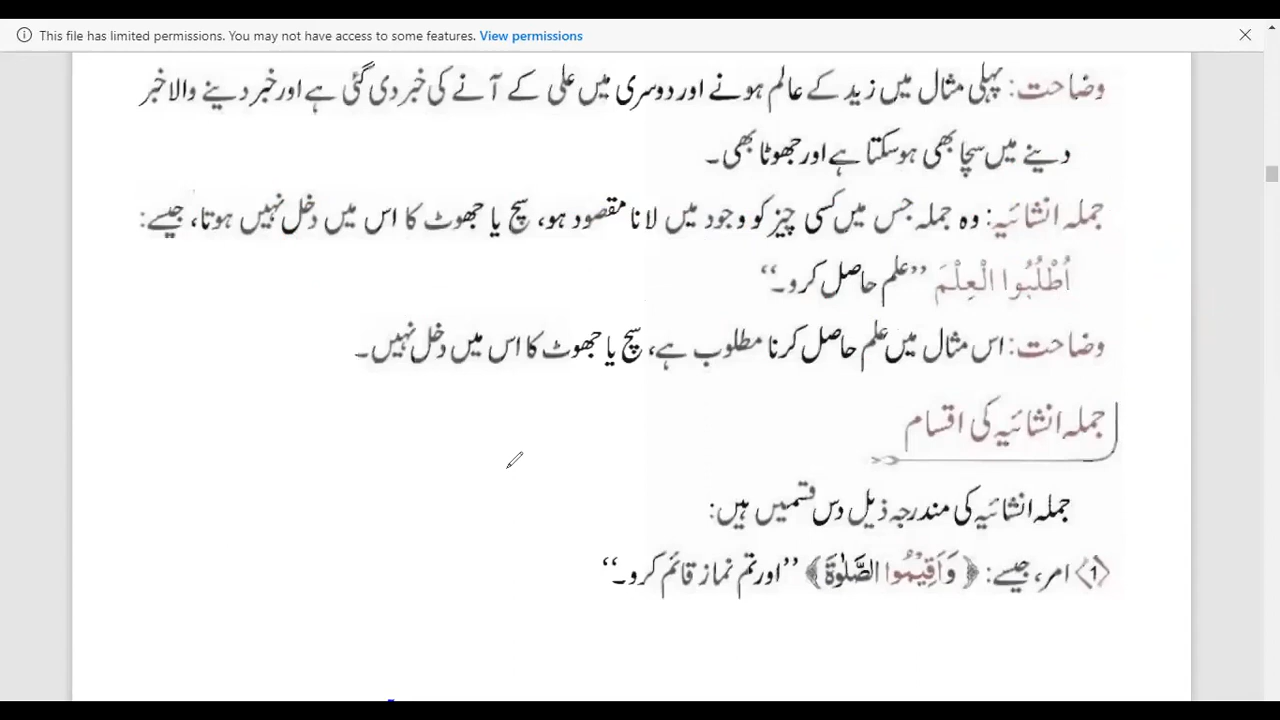 This file has limited permissions. You may not have access to some features. View permissions
وضاحت: پہلی مثال میں زید کے عالم ہونے اور دوسری میں علی کے آنے کی خبر دی گئی ہے اور خبر دینے والا خبر
دینے میں سچا بھی ہوسکتا ہے اور جھوٹا بھی۔
جملہ انشائیہ: وہ جملہ جس میں کسی چیز کو وجود میں لانا مقصود ہو، سچ یا جھوٹ کا اس میں دخل نہیں ہوتا، جیسے:
اُطْلُبُوا الْعِلْمَ ’’علم حاصل کرو۔‘‘
وضاحت: اس مثال میں علم حاصل کرنا مطلوب ہے، سچ یا جھوٹ کا اس میں دخل نہیں۔
جملہ انشائیہ کی اقسام
جملہ انشائیہ کی مندرجہ ذیل دس قسمیں ہیں:
〈1〉 امر، جیسے: ﴿وَاَقِیْمُوا الصَّلٰوةَ﴾ ’’اور تم نماز قائم کرو۔‘‘